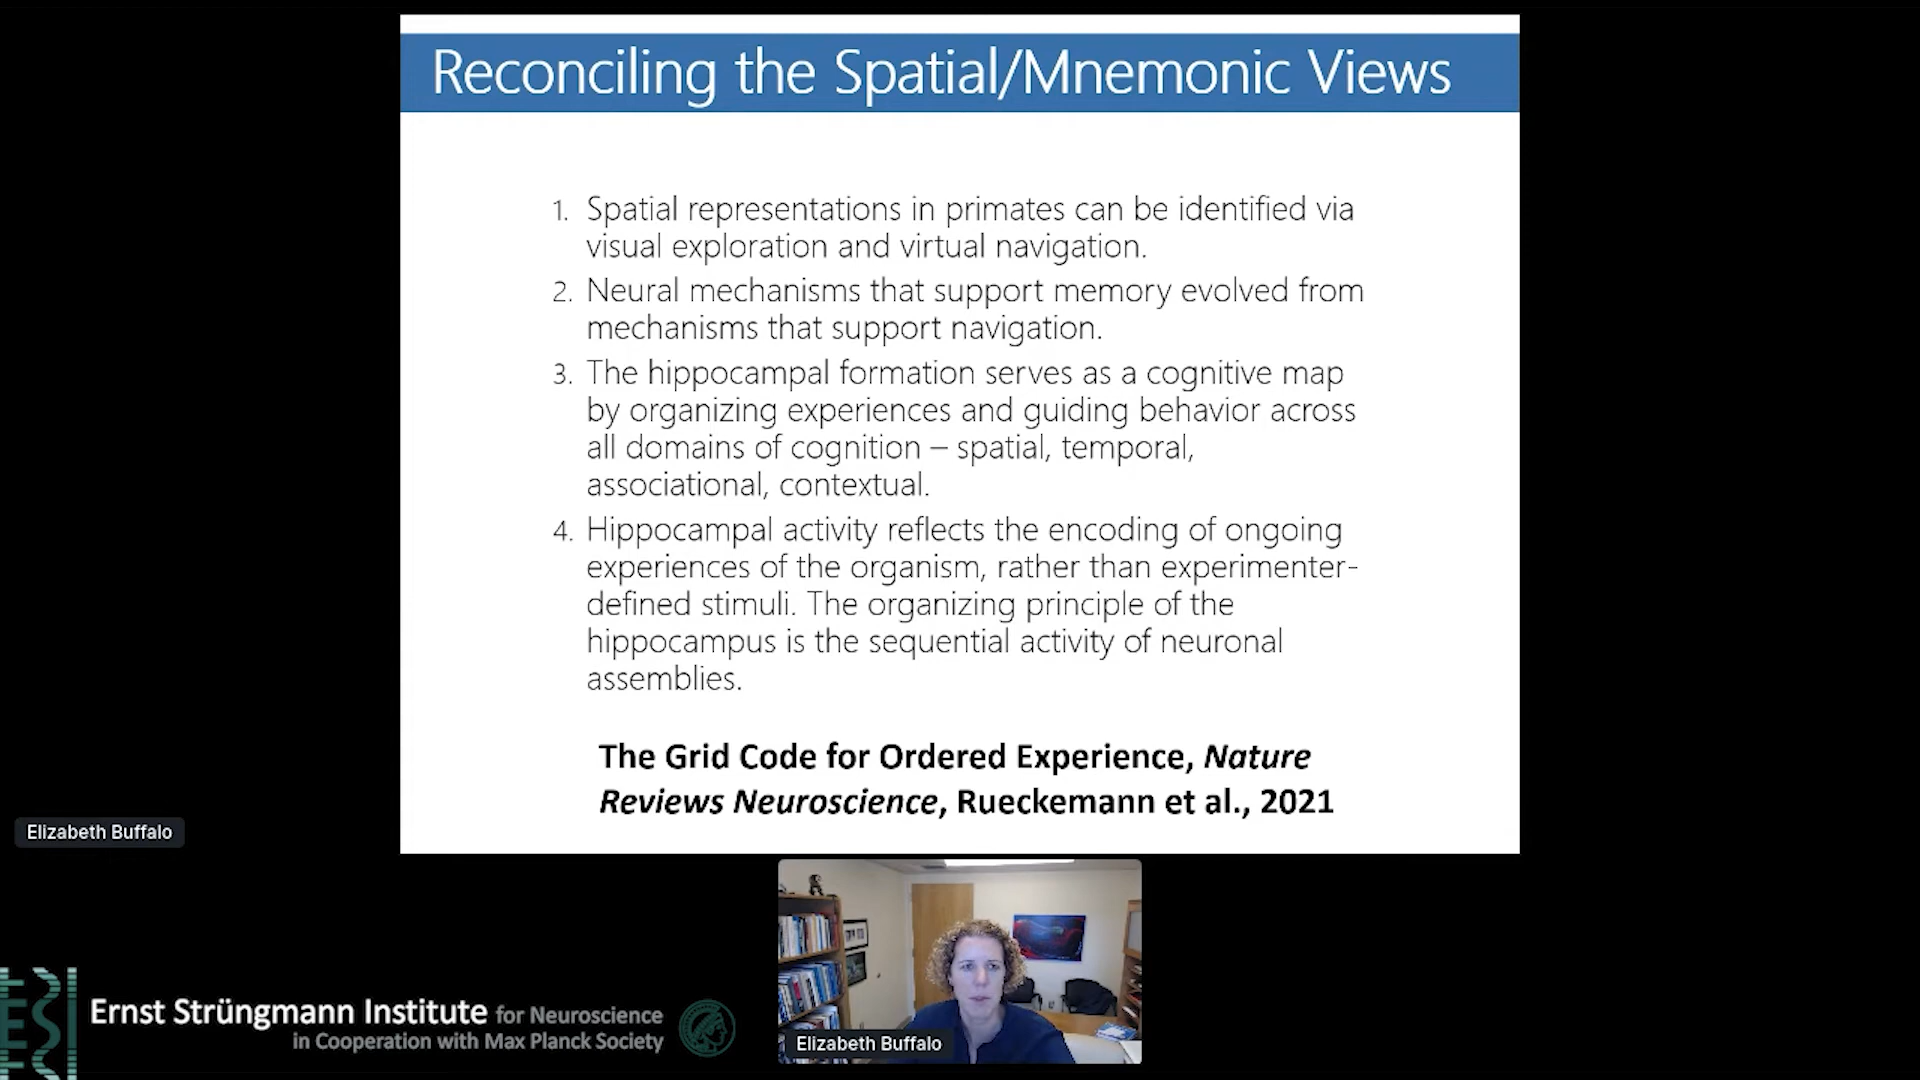 Reconciling the Spatial/Mnemonic Views
1. Spatial representations in primates can be identified via
visual exploration and virtual navigation.
2. Neural mechanisms that support memory evolved from
mechanisms that support navigation.
3. The hippocampal formation serves as a cognitive map
by organizing experiences and guiding behavior across
all domains of cognition – spatial, temporal,
associational, contextual.
4. Hippocampal activity reflects the encoding of ongoing
experiences of the organism, rather than experimenter-
defined stimuli. The organizing principle of the
hippocampus is the sequential activity of neuronal
assemblies.
The Grid Code for Ordered Experience, Nature
Reviews Neuroscience, Rueckemann et al., 2021
Elizabeth Buffalo
ESI
Ernst Strüngmann Institute for Neuroscience
in Cooperation with Max Planck Society
Elizabeth Buffalo